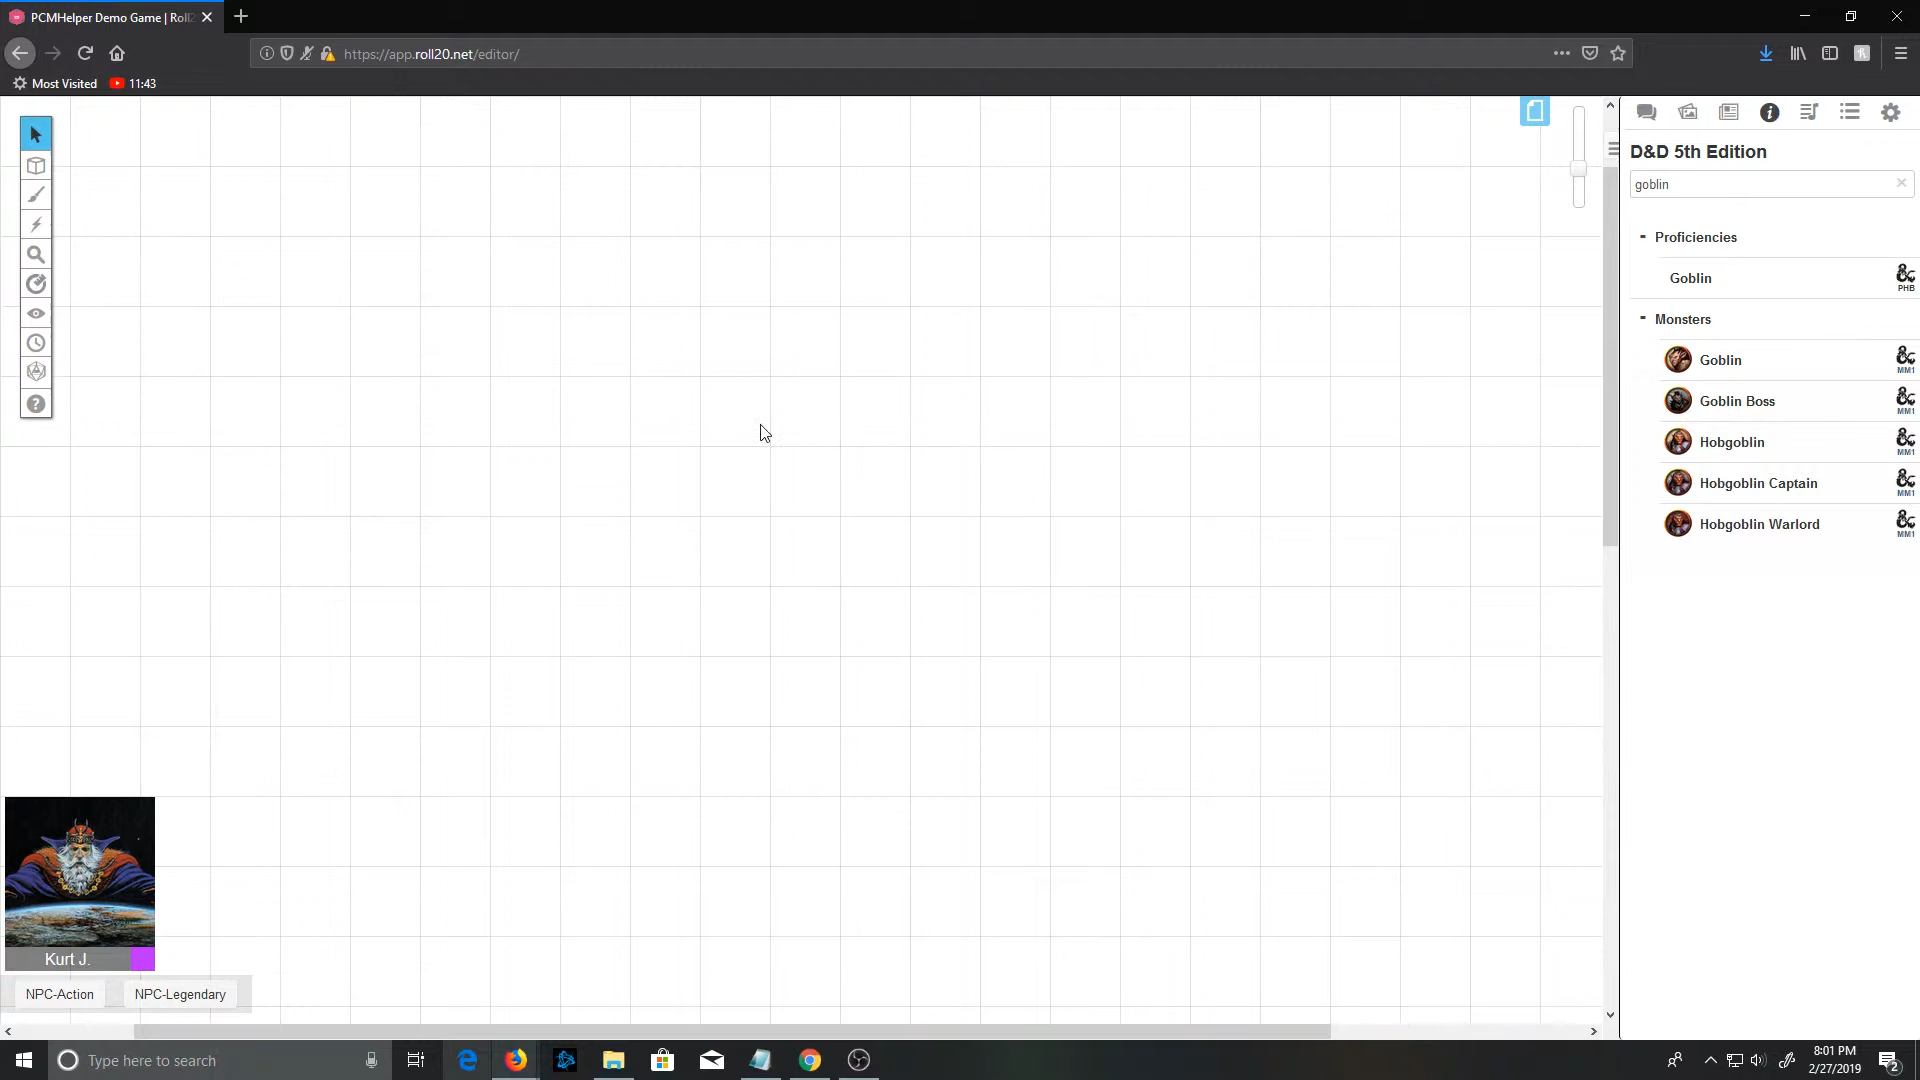 PCMHelper Demo Game | Roll2
https://app.roll20.net/editor/
Most Visited
11:43
D&D 5th Edition
goblin
Proficiencies
Goblin
PHB
Monsters
Goblin
MM1
Goblin Boss
MM1
Hobgoblin
MM1
Hobgoblin Captain
MM1
Hobgoblin Warlord
MM1
Kurt J.
NPC-Action
NPC-Legendary
Type here to search
8:01 PM
2/27/2019
2